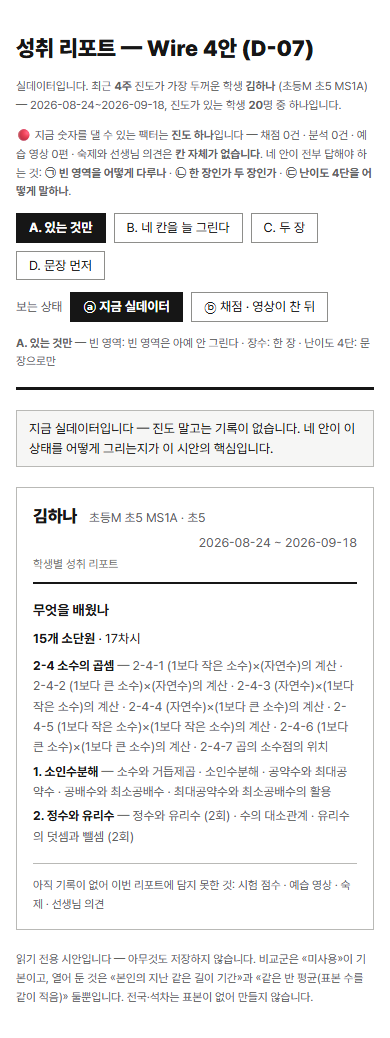 성취 리포트 — Wire 4안 (D-07)
실데이터입니다. 최근 4주 진도가 가장 두꺼운 학생 김하나 (초등M 초5 MS1A)
— 2026-08-24~2026-09-18, 진도가 있는 학생 20명 중 하나입니다.
🔴 지금 숫자를 낼 수 있는 팩터는 진도 하나입니다 — 채점 0건 · 분석 0건 · 예
습 영상 0편 · 숙제와 선생님 의견은 칸 자체가 없습니다. 네 안이 전부 답해야 하
는 것: ㉠ 빈 영역을 어떻게 다루나 · ㉡ 한 장인가 두 장인가 · ㉢ 난이도 4단을 어
떻게 말하나.
A. 있는 것만 B. 네 칸을 늘 그린다 C. 두 장
D. 문장 먼저
보는 상태 ⓐ 지금 실데이터 ⓑ 채점 · 영상이 찬 뒤
A. 있는 것만 — 빈 영역: 빈 영역은 아예 안 그린다 · 장수: 한 장 · 난이도 4단: 문
장으로만
지금 실데이터입니다 — 진도 말고는 기록이 없습니다. 네 안이 이
상태를 어떻게 그리는지가 이 시안의 핵심입니다.
김하나 초등M 초5 MS1A · 초5
2026-08-24 ~ 2026-09-18
학생별 성취 리포트
무엇을 배웠나
15개 소단원 · 17차시
2-4 소수의 곱셈 — 2-4-1 (1보다 작은 소수)×(자연수)의 계산 ·
2-4-2 (1보다 큰 소수)×(자연수)의 계산 · 2-4-3 (자연수)×(1보다
작은 소수)의 계산 · 2-4-4 (자연수)×(1보다 큰 소수)의 계산 · 2-
4-5 (1보다 작은 소수)×(1보다 작은 소수)의 계산 · 2-4-6 (1보다
큰 소수)×(1보다 큰 소수)의 계산 · 2-4-7 곱의 소수점의 위치
1. 소인수분해 — 소수와 거듭제곱 · 소인수분해 · 공약수와 최대공
약수 · 공배수와 최소공배수 · 최대공약수와 최소공배수의 활용
2. 정수와 유리수 — 정수와 유리수 (2회) · 수의 대소관계 · 유리수
의 덧셈과 뺄셈 (2회)
아직 기록이 없어 이번 리포트에 담지 못한 것: 시험 점수 · 예습 영상 · 숙
제 · 선생님 의견
읽기 전용 시안입니다 — 아무것도 저장하지 않습니다. 비교군은 «미사용»이 기
본이고, 열어 둔 것은 «본인의 지난 같은 길이 기간»과 «같은 반 평균(표본 수를
같이 적음)» 둘뿐입니다. 전국·석차는 표본이 없어 만들지 않습니다.